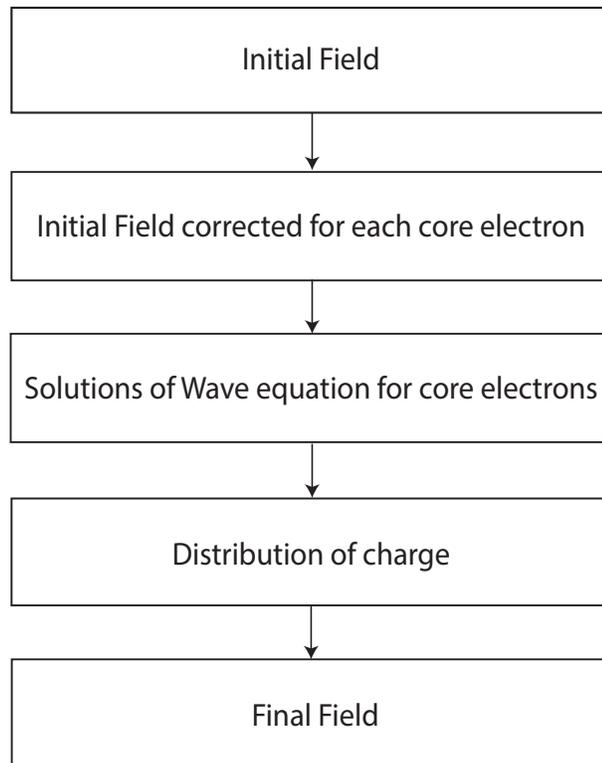 Initial Field
Initial Field corrected for each core electron
Solutions of Wave equation for core electrons
Distribution of charge
Final Field